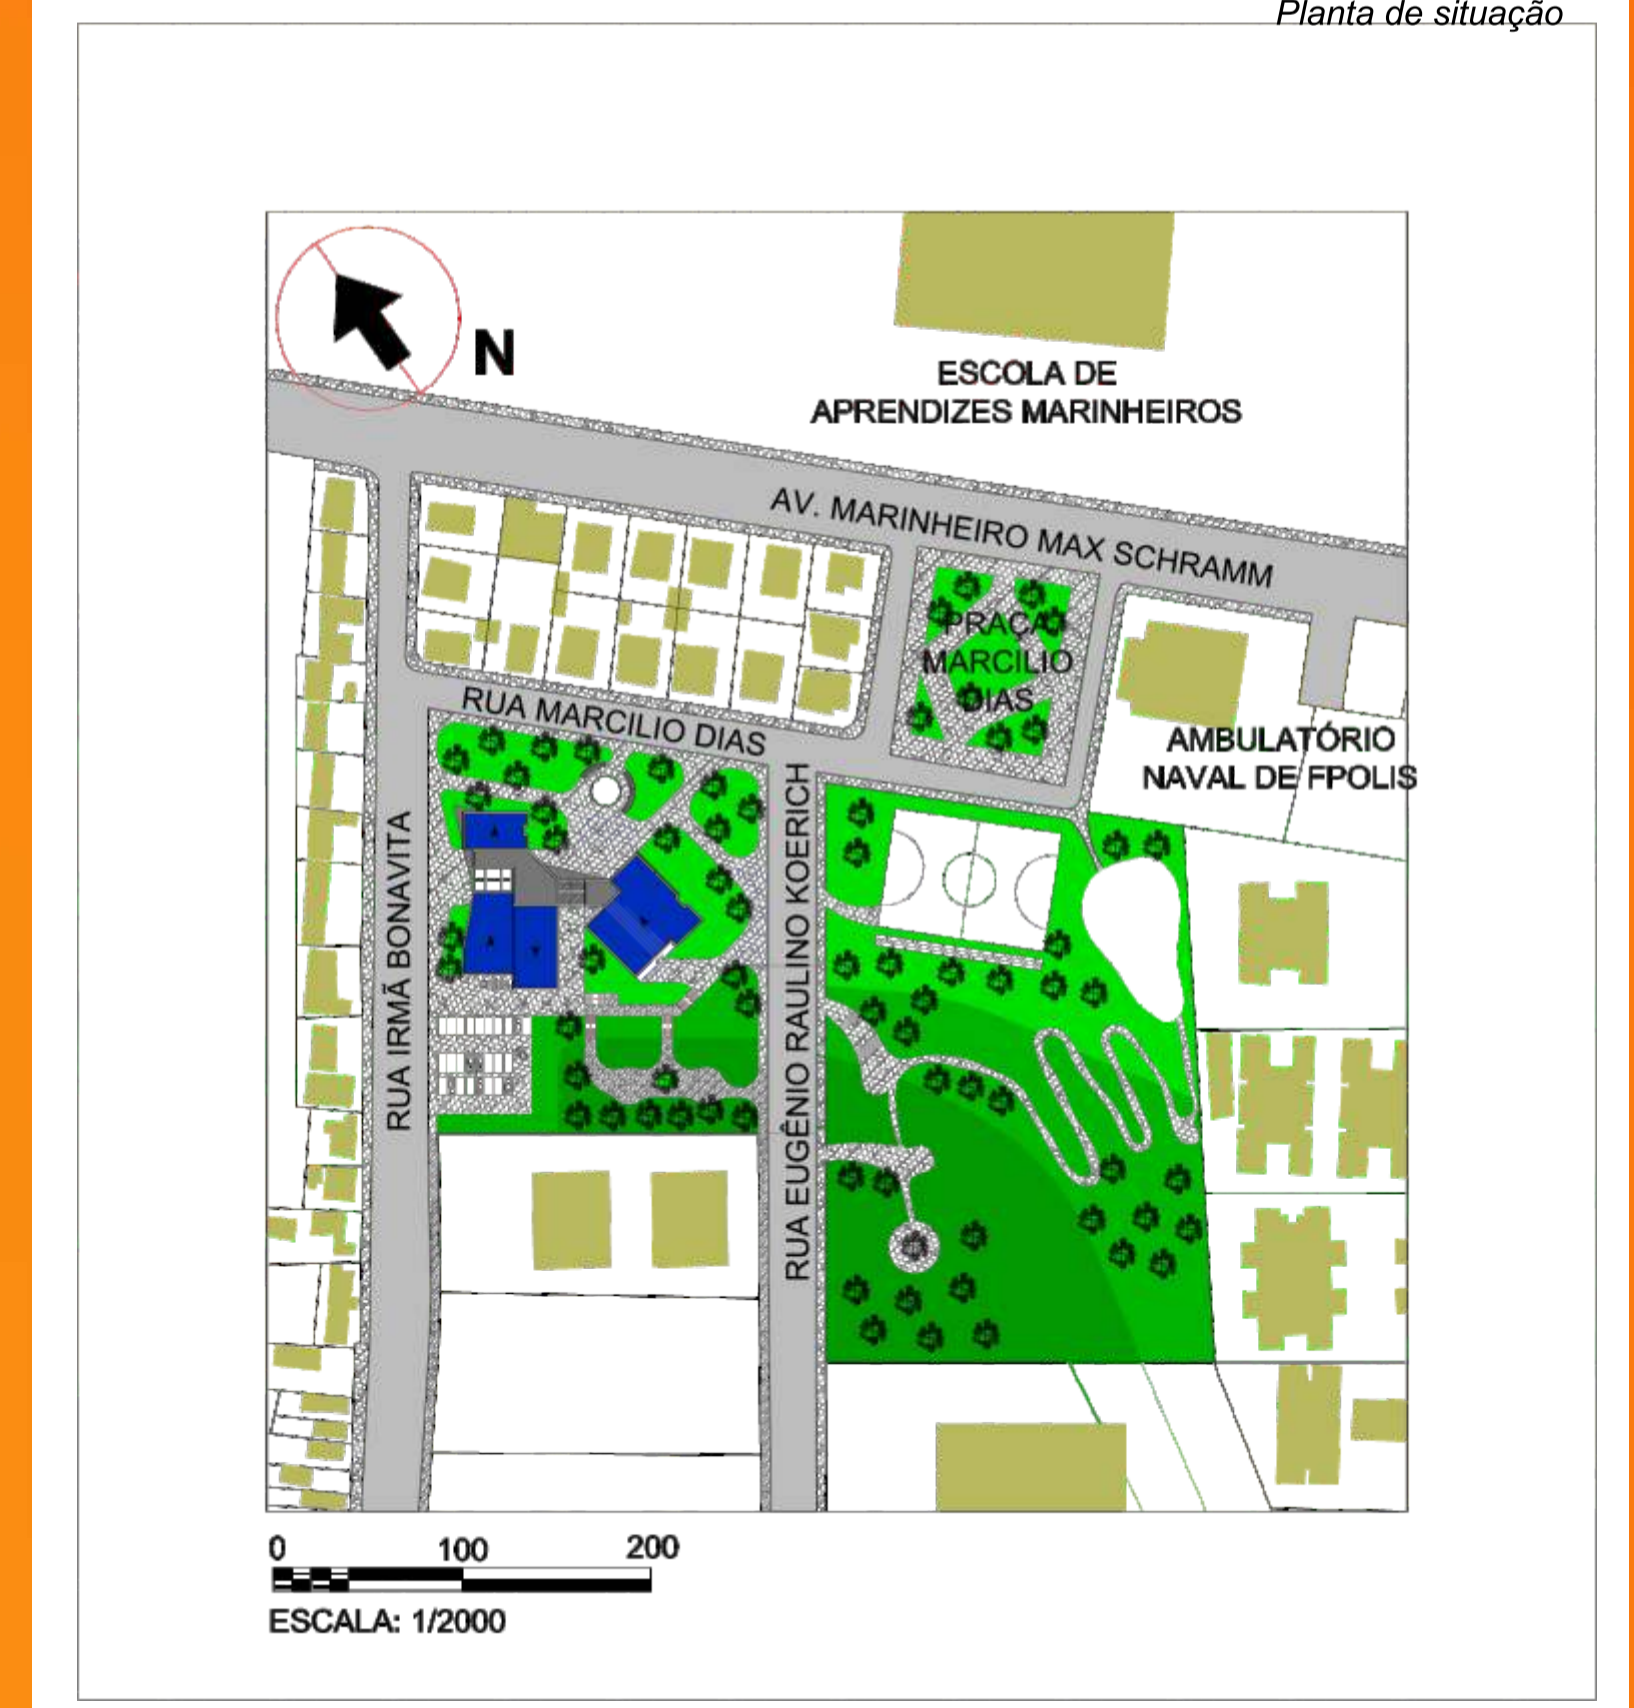 Planta de situação
N
ESCOLA DE
APRENDIZES MARINHEIROS
AV. MARINHEIRO MAX SCHRAMM
PRAÇA
MARCILIO
DIAS
RUA MARCILIO DIAS
AMBULATÓRIO
NAVAL DE FPOLIS
RUA IRMÃ BONAVITA
RUA EUGÊNIO RAULINO KOERICH
0 100 200
ESCALA: 1/2000